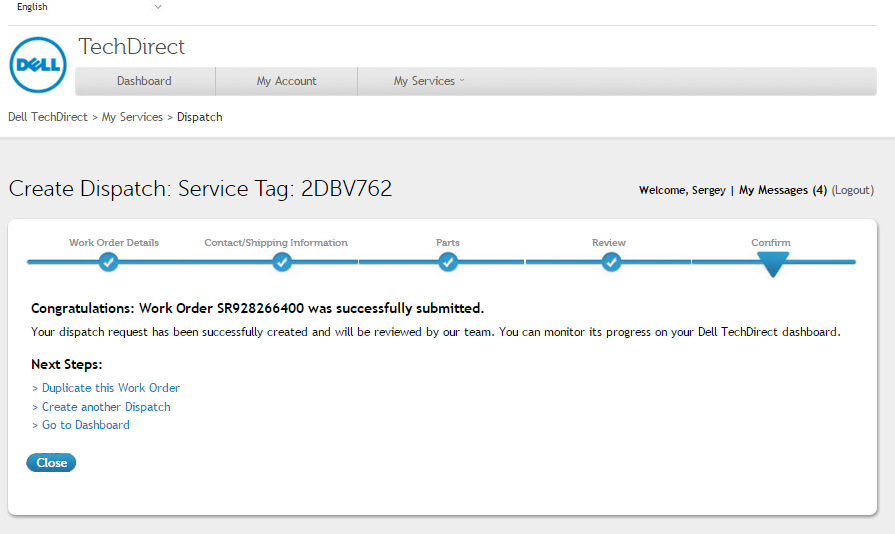 English
DELL
TechDirect
Dashboard My Account My Services
Dell TechDirect > My Services > Dispatch
Create Dispatch: Service Tag: 2DBV762
Welcome, Sergey | My Messages (4) (Logout)
Work Order Details Contact/Shipping Information Parts Review Confirm
Congratulations: Work Order SR928266400 was successfully submitted.
Your dispatch request has been successfully created and will be reviewed by our team. You can monitor its progress on your Dell TechDirect dashboard.
Next Steps:
> Duplicate this Work Order
> Create another Dispatch
> Go to Dashboard
Close